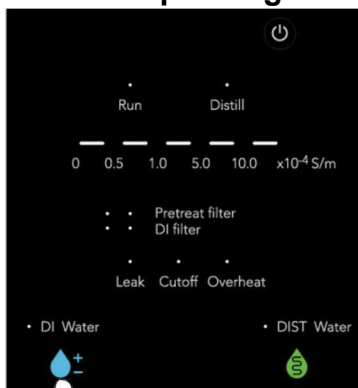 Run Distill
0 0.5 1.0 5.0 10.0 x10-4 S/m
Pretreat filter
DI filter
Leak Cutoff Overheat
DI Water DIST Water
+
-